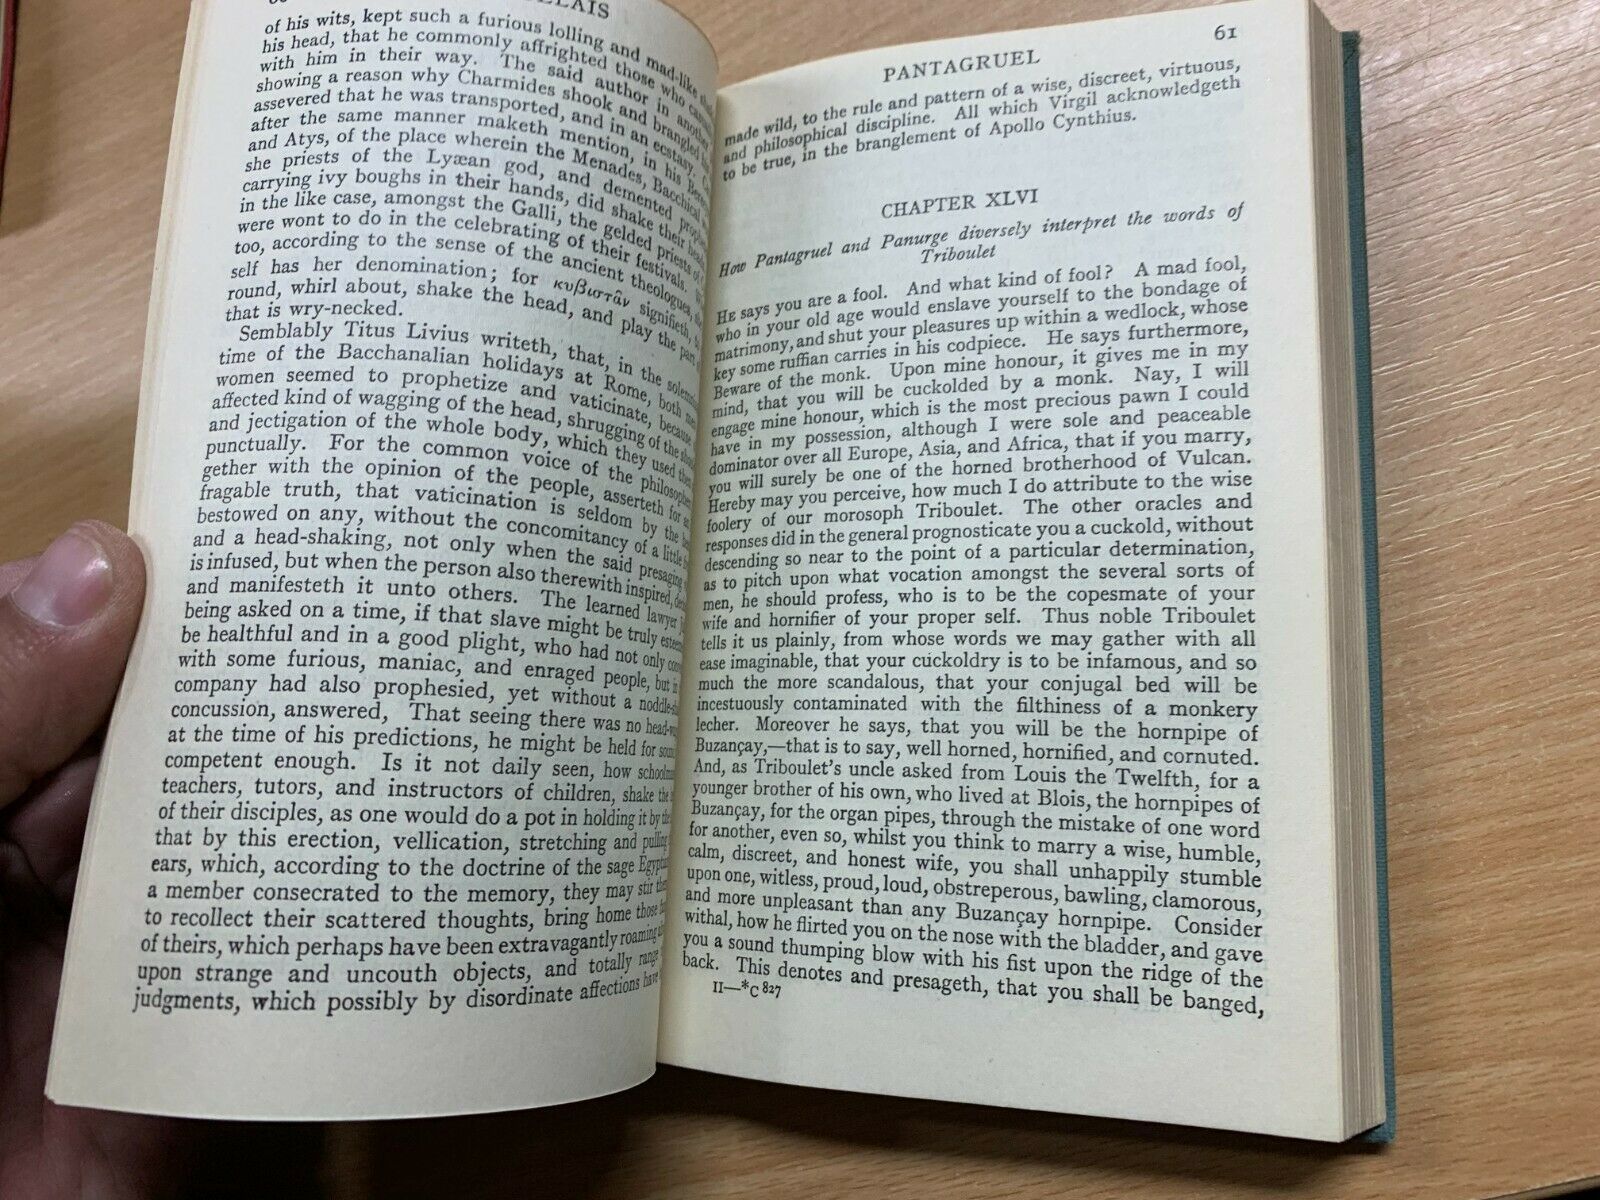 ELAIS
of his wits, kept such a furious lolling and mad-like
his head, that he commonly affrighted those who
with him in their way. The said author in another
showing a reason why Charmides shook and brangled
assevered that he was transported, and in an ecstasy.
after the same manner maketh mention, in his
and Atys, of the place wherein the Menades, Bacchical
she priests of the Lyæan god, and demented
carrying ivy boughs in their hands, did shake their
in the like case, amongst the Galli, the gelded priests of
were wont to do in the celebrating of their festivals.
too, according to the sense of the ancient theologues,
self has her denomination; for κυβιστᾶν signifieth,
round, whirl about, shake the head, and play the part
that is wry-necked.
Semblably Titus Livius writeth, that, in the
time of the Bacchanalian holidays at Rome, both
women seemed to prophetize and vaticinate, because
affected kind of wagging of the head, shrugging of the
and jectigation of the whole body, which they used then
punctually. For the common voice of the
gether with the opinion of the people, asserteth for
fragable truth, that vaticination is seldom by the
bestowed on any, without the concomitancy of a little
and a head-shaking, not only when the said presaging
is infused, but when the person also therewith inspired,
and manifesteth it unto others. The learned lawyer
being asked on a time, if that slave might be truly
be healthful and in a good plight, who had not only
with some furious, maniac, and enraged people, but in
company had also prophesied, yet without a
concussion, answered, That seeing there was no
at the time of his predictions, he might be held for
competent enough. Is it not daily seen, how
teachers, tutors, and instructors of children, shake the
of their disciples, as one would do a pot in holding it by the
that by this erection, vellication, stretching and pulling
ears, which, according to the doctrine of the sage
a member consecrated to the memory, they may stir
to recollect their scattered thoughts, bring home those
of theirs, which perhaps have been extravagantly roaming
upon strange and uncouth objects, and totally range
judgments, which possibly by disordinate affections have
PANTAGRUEL 61
made wild, to the rule and pattern of a wise, discreet, virtuous,
and philosophical discipline. All which Virgil acknowledgeth
to be true, in the branglement of Apollo Cynthius.
CHAPTER XLVI
How Pantagruel and Panurge diversely interpret the words of
Triboulet
HE says you are a fool. And what kind of fool? A mad fool,
who in your old age would enslave yourself to the bondage of
matrimony, and shut your pleasures up within a wedlock, whose
key some ruffian carries in his codpiece. He says furthermore,
Beware of the monk. Upon mine honour, it gives me in my
mind, that you will be cuckolded by a monk. Nay, I will
engage mine honour, which is the most precious pawn I could
have in my possession, although I were sole and peaceable
dominator over all Europe, Asia, and Africa, that if you marry,
you will surely be one of the horned brotherhood of Vulcan.
Hereby may you perceive, how much I do attribute to the wise
foolery of our morosoph Triboulet. The other oracles and
responses did in the general prognosticate you a cuckold, without
descending so near to the point of a particular determination,
as to pitch upon what vocation amongst the several sorts of
men, he should profess, who is to be the copesmate of your
wife and hornifier of your proper self. Thus noble Triboulet
tells it us plainly, from whose words we may gather with all
ease imaginable, that your cuckoldry is to be infamous, and so
much the more scandalous, that your conjugal bed will be
incestuously contaminated with the filthiness of a monkery
lecher. Moreover he says, that you will be the hornpipe of
Buzançay,—that is to say, well horned, hornified, and cornuted.
And, as Triboulet's uncle asked from Louis the Twelfth, for a
younger brother of his own, who lived at Blois, the hornpipes of
Buzançay, for the organ pipes, through the mistake of one word
for another, even so, whilst you think to marry a wise, humble,
calm, discreet, and honest wife, you shall unhappily stumble
upon one, witless, proud, loud, obstreperous, bawling, clamorous,
and more unpleasant than any Buzançay hornpipe. Consider
withal, how he flirted you on the nose with the bladder, and gave
you a sound thumping blow with his fist upon the ridge of the
back. This denotes and presageth, that you shall be banged,
II—*C 827